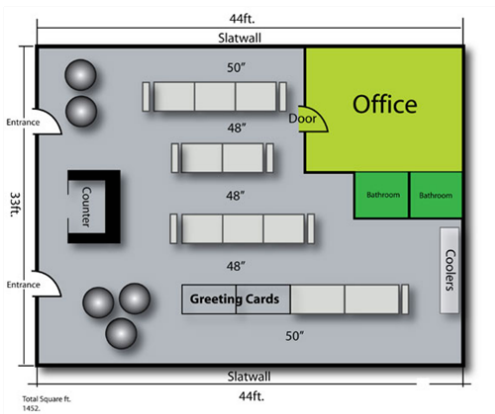 44ft.
Slatwall
50"
Office
Door
Entrance
48"
Bathroom
Bathroom
48"
Counter
33ft.
Coolers
48"
Entrance
Greeting Cards
50"
Slatwall
44ft.
Total Square ft.
1452.